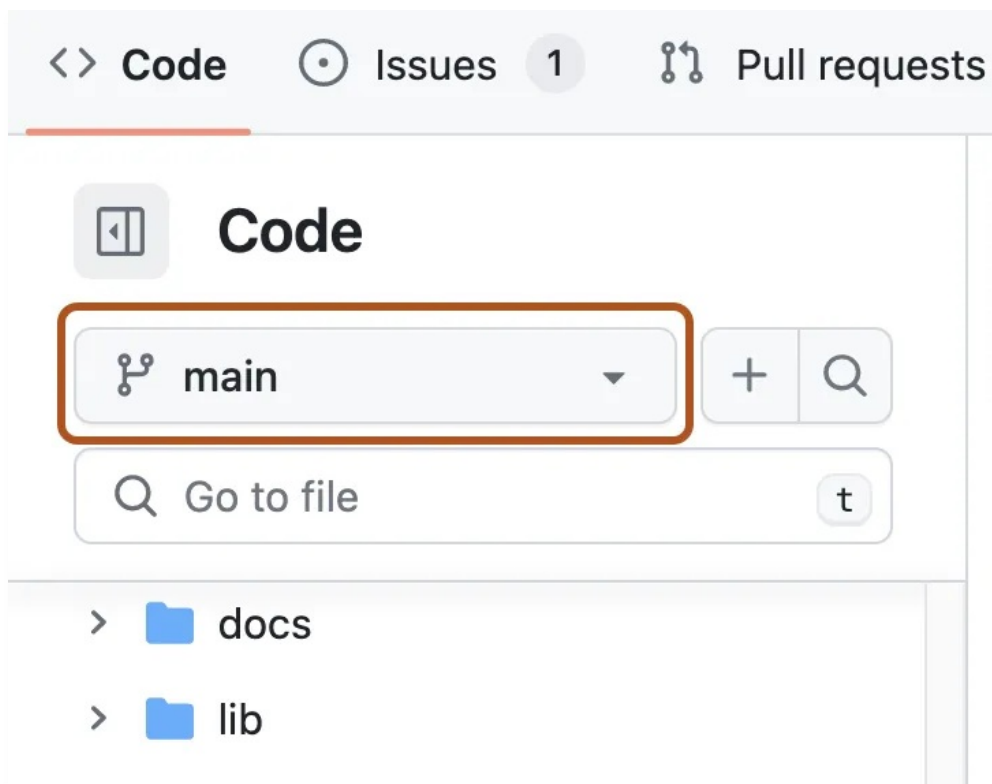 Code Issues 1 Pull requests
Code
main
Go to file t
docs
lib